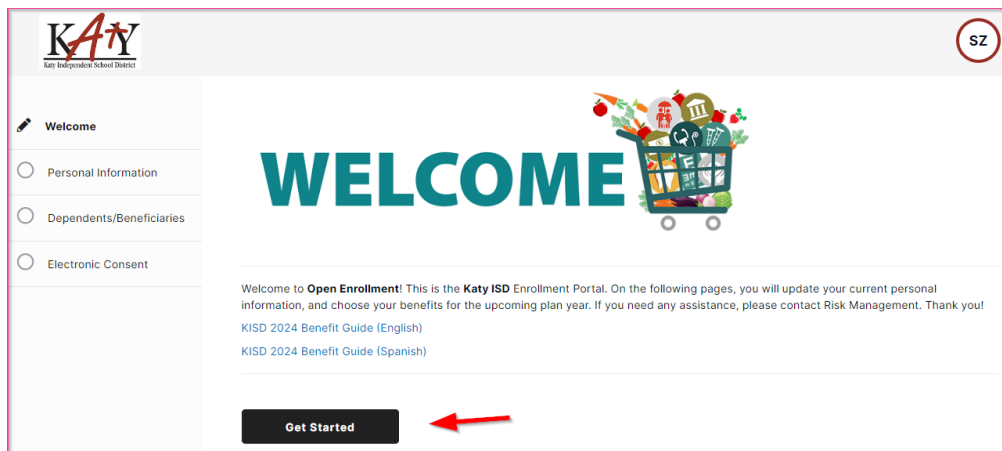 KATY
Katy Independent School District
SZ
Welcome
Personal Information
Dependents/Beneficiaries
Electronic Consent
WELCOME
Welcome to Open Enrollment! This is the Katy ISD Enrollment Portal. On the following pages, you will update your current personal
information, and choose your benefits for the upcoming plan year. If you need any assistance, please contact Risk Management. Thank you!
KISD 2024 Benefit Guide (English)
KISD 2024 Benefit Guide (Spanish)
Get Started